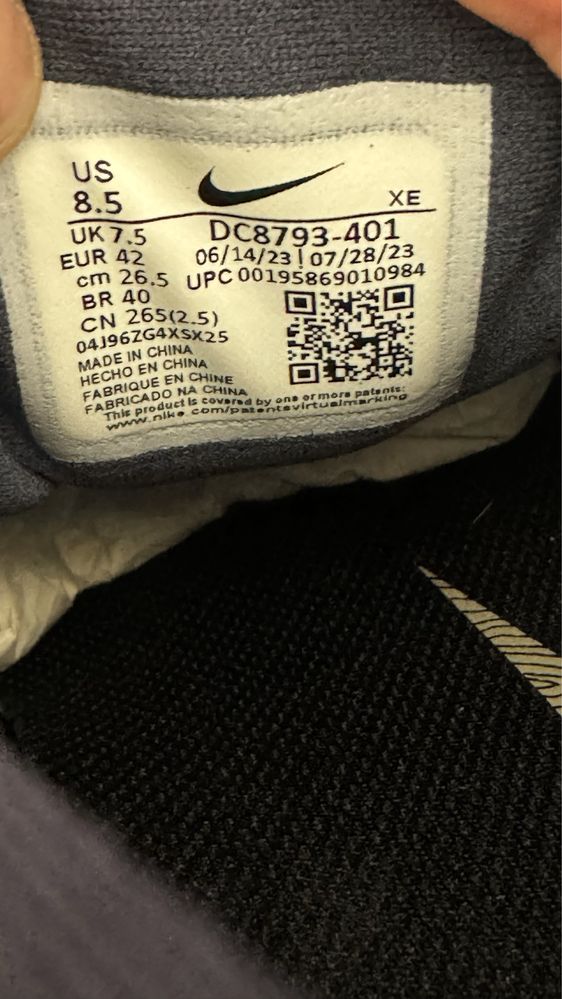 US
8.5
XE
UK 7.5
DC8793-401
EUR 42
06/14/23 | 07/28/23
cm 26.5
UPC 00195869010984
BR 40
CN 265(2.5)
04J96ZG4XSX25
MADE IN CHINA
HECHO EN CHINA
FABRIQUE EN CHINE
FABRICADO NA CHINA
This product is covered by one or more patents:
www.nike.com/patentsvirtualmarking